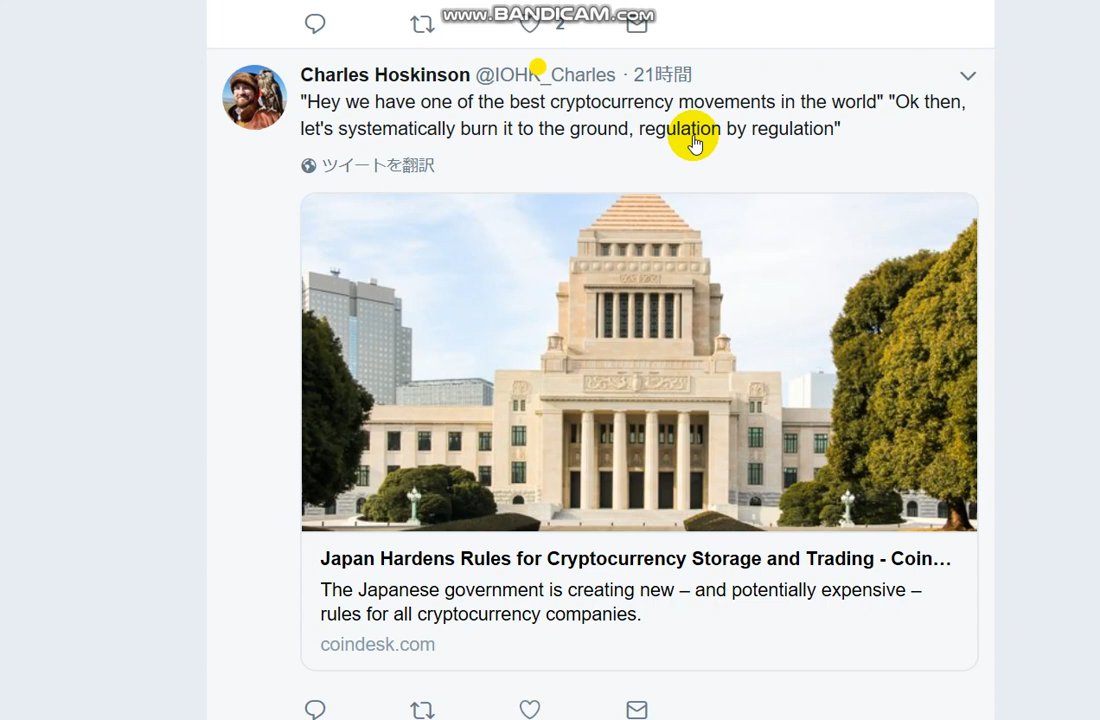 www.BANDICAM.com
2
Charles Hoskinson @IOHK_Charles · 21時間
"Hey we have one of the best cryptocurrency movements in the world" "Ok then,
let's systematically burn it to the ground, regulation by regulation"
ツイートを翻訳
Japan Hardens Rules for Cryptocurrency Storage and Trading - Coin…
The Japanese government is creating new – and potentially expensive –
rules for all cryptocurrency companies.
coindesk.com